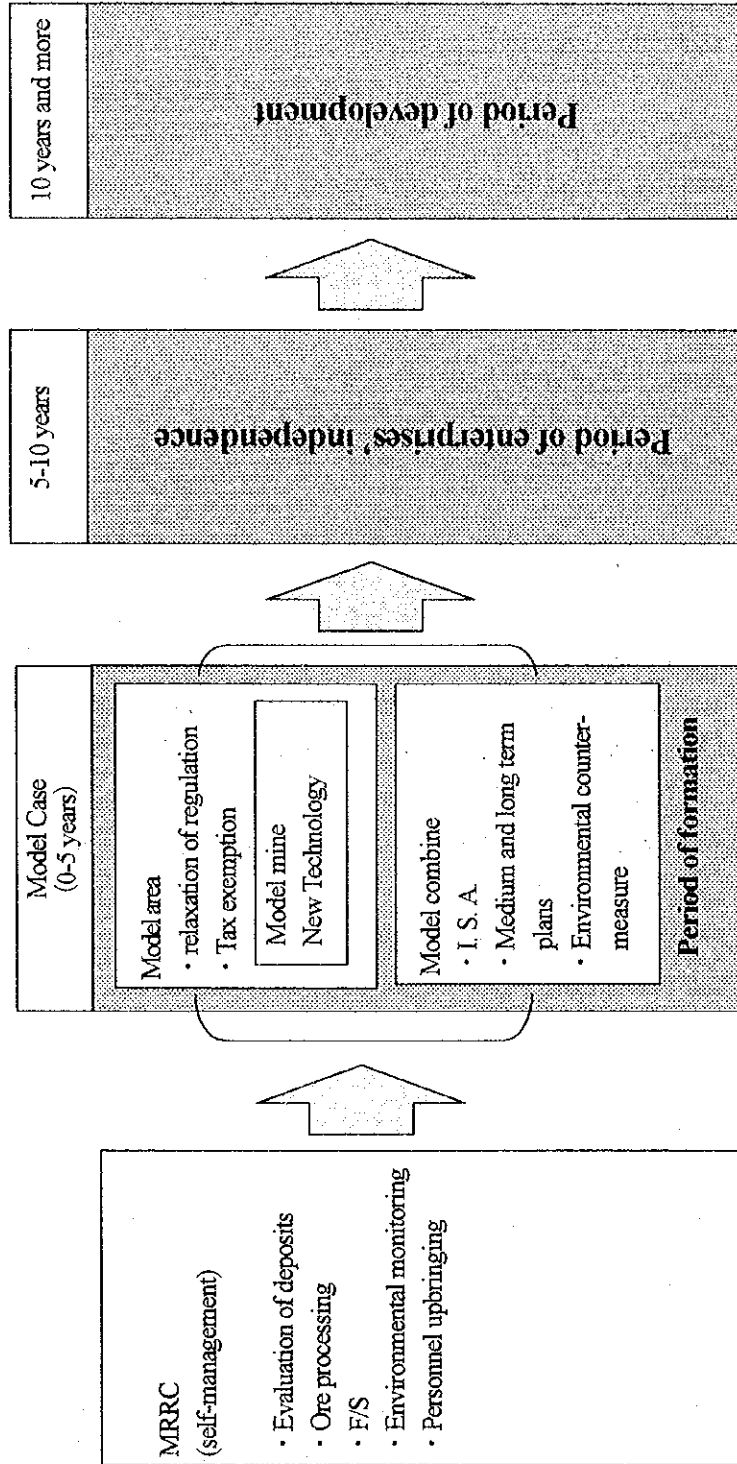 MRRC
(self-management)
· Evaluation of deposits
· Ore processing
· F/S
· Environmental monitoring
· Personnel upbringing
Model Case
(0-5 years)
Model area
· relaxation of regulation
· Tax exemption
Model mine
New Technology
Model combine
· I. S. A.
· Medium and long term
plans
· Environmental counter-
measure
Period of formation
5-10 years
Period of enterprises' independence
10 years and more
Period of development